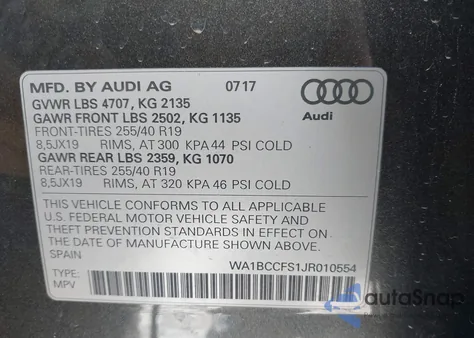 MFD. BY AUDI AG 0717
GVWR LBS 4707, KG 2135
GAWR FRONT LBS 2502, KG 1135
FRONT-TIRES 255/40 R19
8,5JX19 RIMS, AT 300 KPA 44 PSI COLD
GAWR REAR LBS 2359, KG 1070
REAR-TIRES 255/40 R19
8,5JX19 RIMS, AT 320 KPA 46 PSI COLD
Audi
THIS VEHICLE CONFORMS TO ALL APPLICABLE
U.S. FEDERAL MOTOR VEHICLE SAFETY AND
THEFT PREVENTION STANDARDS IN EFFECT ON
THE DATE OF MANUFACTURE SHOWN ABOVE.
SPAIN
WA1BCCFS1JR010554
TYPE:
MPV
autoSnap